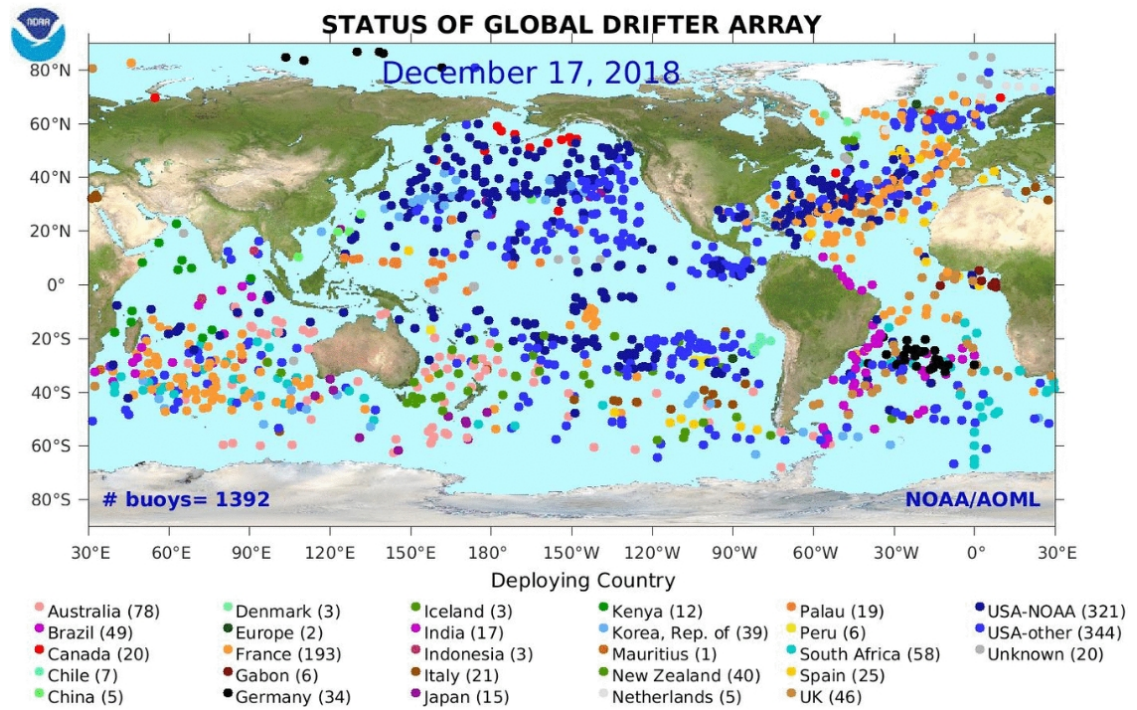 STATUS OF GLOBAL DRIFTER ARRAY
NOAA
December 17, 2018
80°N
60°N
40°N
20°N
0°
20°S
40°S
60°S
80°S
# buoys= 1392
NOAA/AOML
30°E 60°E 90°E 120°E 150°E 180° 150°W 120°W 90°W 60°W 30°W 0° 30°E
Deploying Country
Australia (78) Denmark (3) Iceland (3) Kenya (12) Palau (19) USA-NOAA (321)
Brazil (49) Europe (2) India (17) Korea, Rep. of (39) Peru (6) USA-other (344)
Canada (20) France (193) Indonesia (3) Mauritius (1) South Africa (58) Unknown (20)
Chile (7) Gabon (6) Italy (21) New Zealand (40) Spain (25)
China (5) Germany (34) Japan (15) Netherlands (5) UK (46)